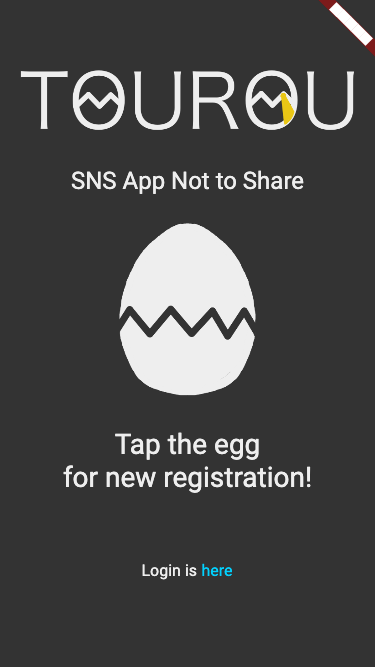 TOUROU
SNS App Not to Share
Tap the egg
for new registration!
Login is here